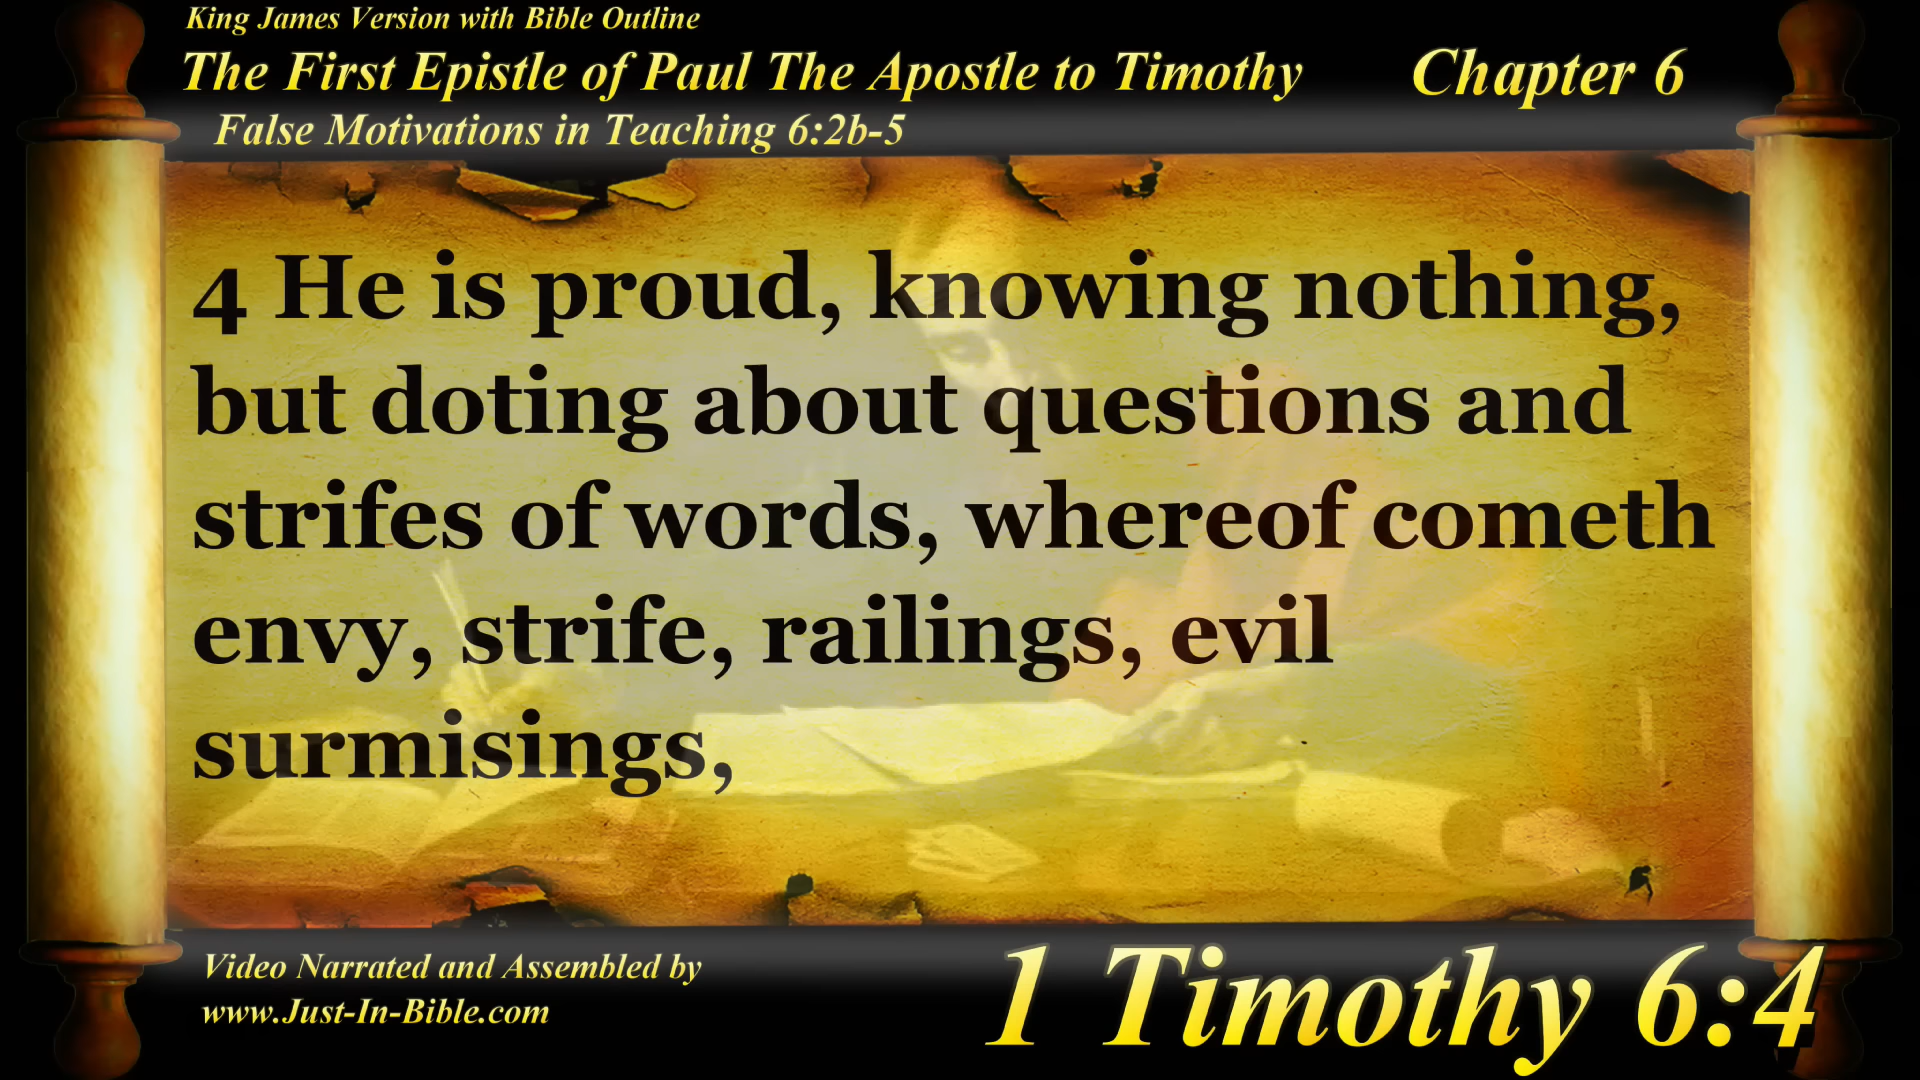 King James Version with Bible Outline
The First Epistle of Paul The Apostle to Timothy
Chapter 6
False Motivations in Teaching 6:2b-5
4 He is proud, knowing nothing,
but doting about questions and
strifes of words, whereof cometh
envy, strife, railings, evil
surmisings,
Video Narrated and Assembled by
www.Just-In-Bible.com
1 Timothy 6:4